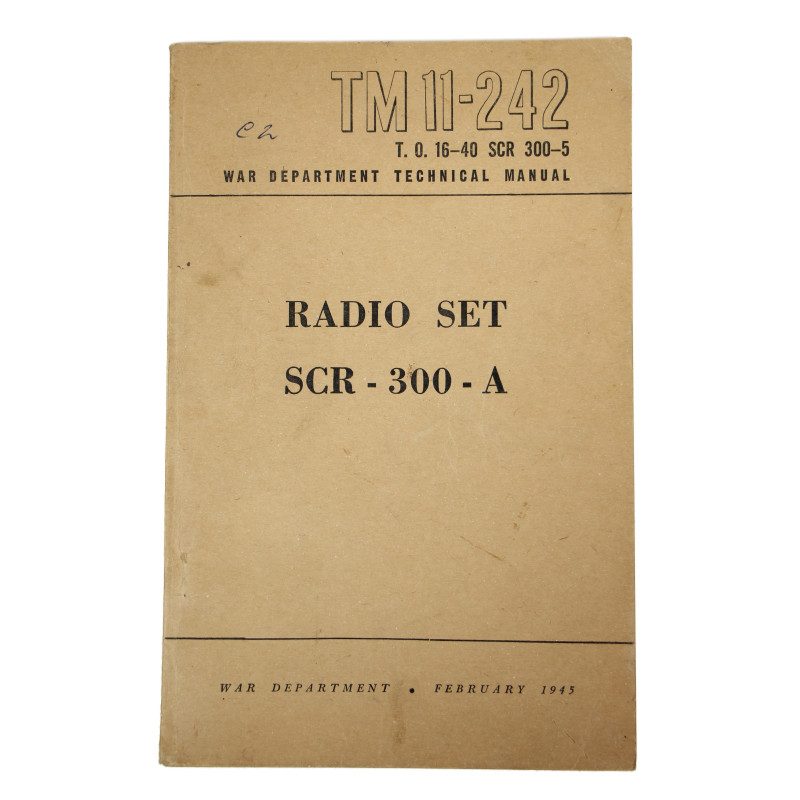 TM 11-242
C2
T. O. 16-40 SCR 300-5
WAR DEPARTMENT TECHNICAL MANUAL
RADIO SET
SCR - 300 - A
WAR DEPARTMENT • FEBRUARY 1945